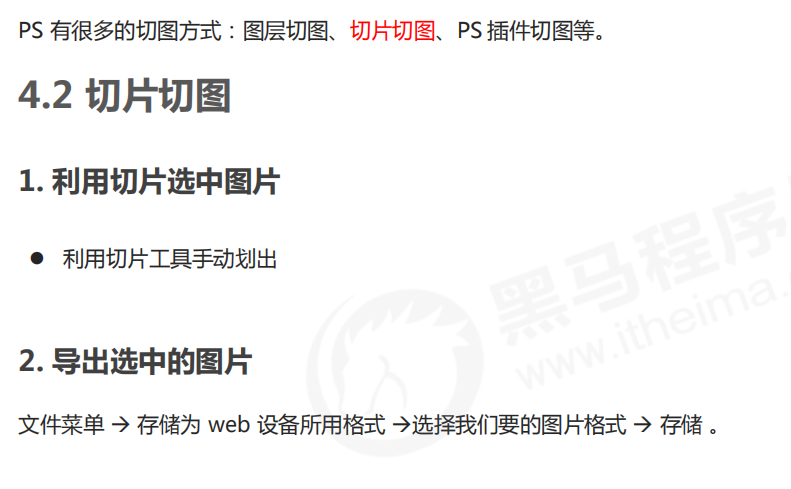 PS 有很多的切图方式：图层切图、切片切图、PS 插件切图等。
4.2 切片切图
1. 利用切片选中图片
● 利用切片工具手动划出
2. 导出选中的图片
文件菜单 → 存储为 web 设备所用格式 →选择我们要的图片格式 → 存储 。
黑马程序
www.itheima.